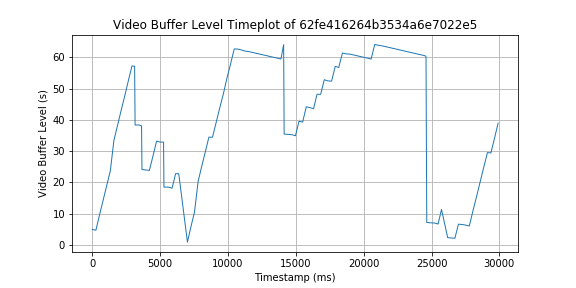 Video Buffer Level Timeplot of 62fe416264b3534a6e7022e5
Video Buffer Level (s)
60
50
40
30
20
10
0
0 5000 10000 15000 20000 25000 30000
Timestamp (ms)